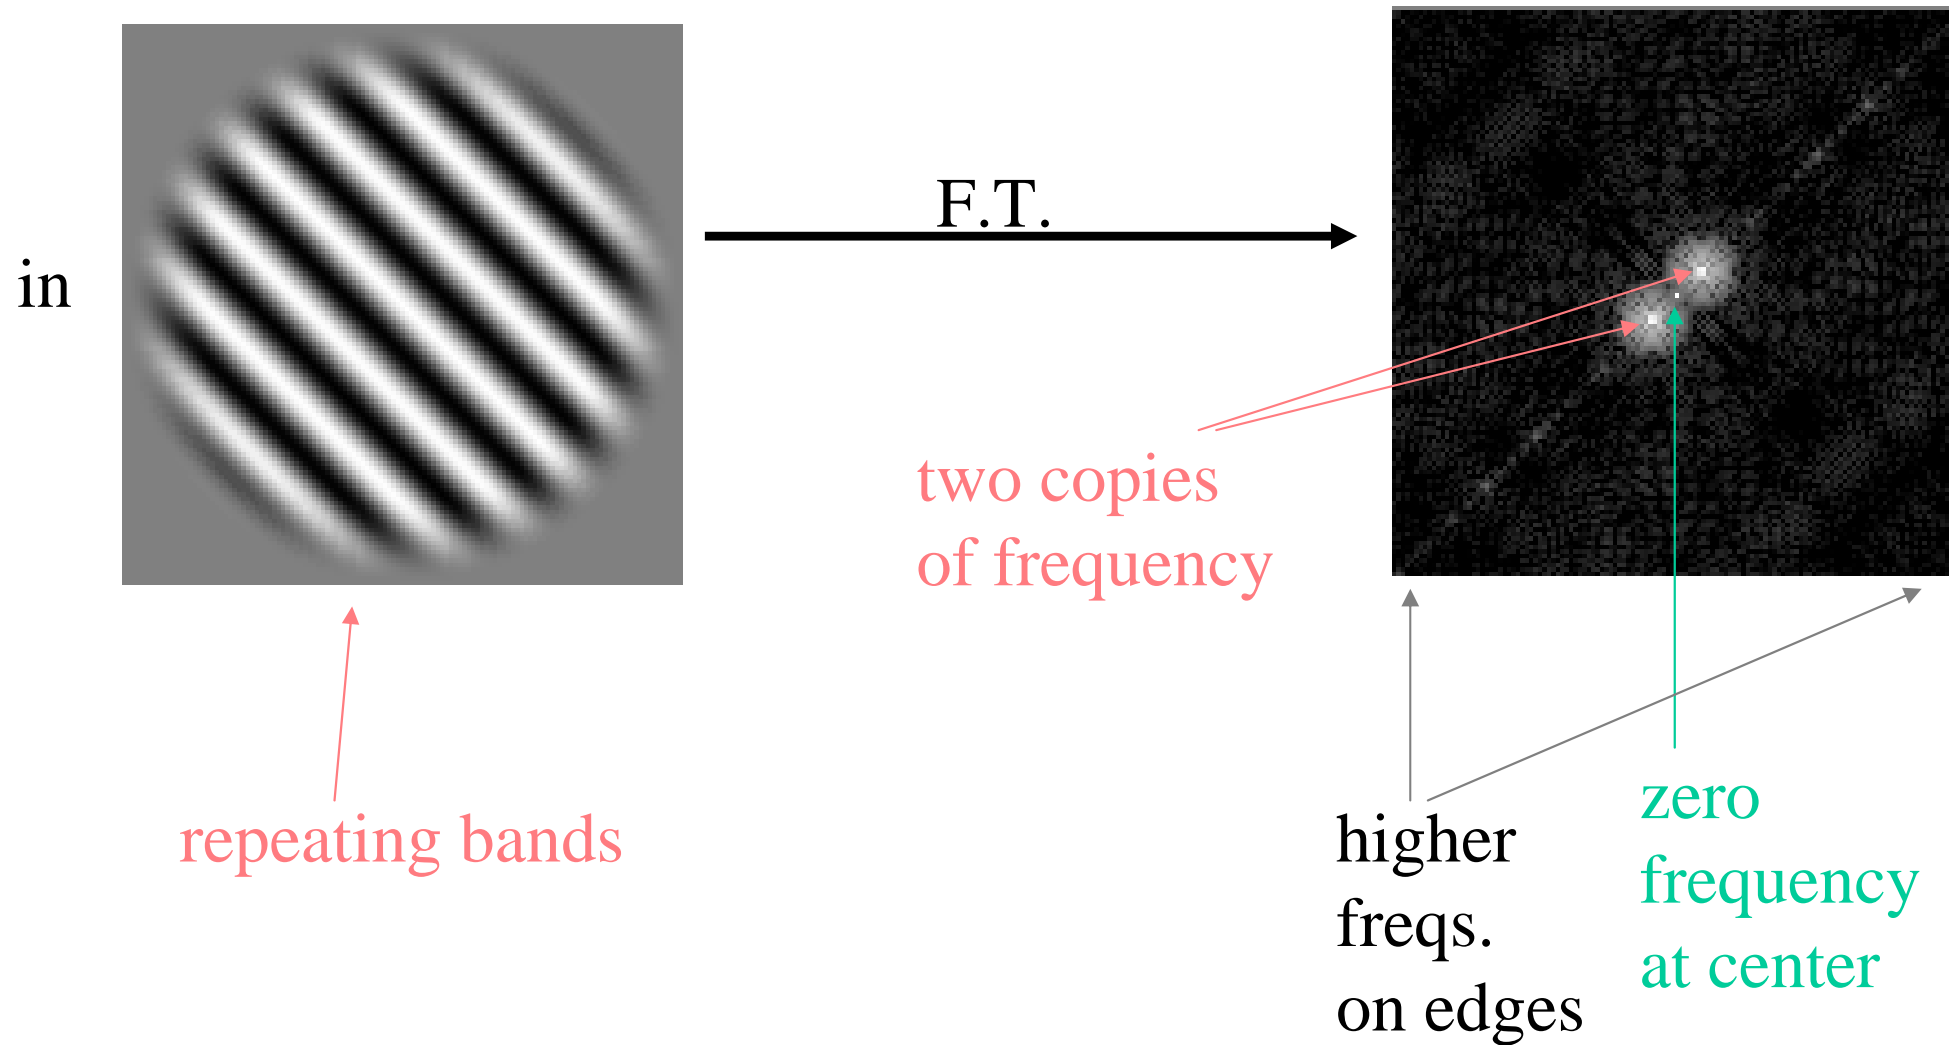 in
F.T.
two copies
of frequency
repeating bands
higher
freqs.
on edges
zero
frequency
at center